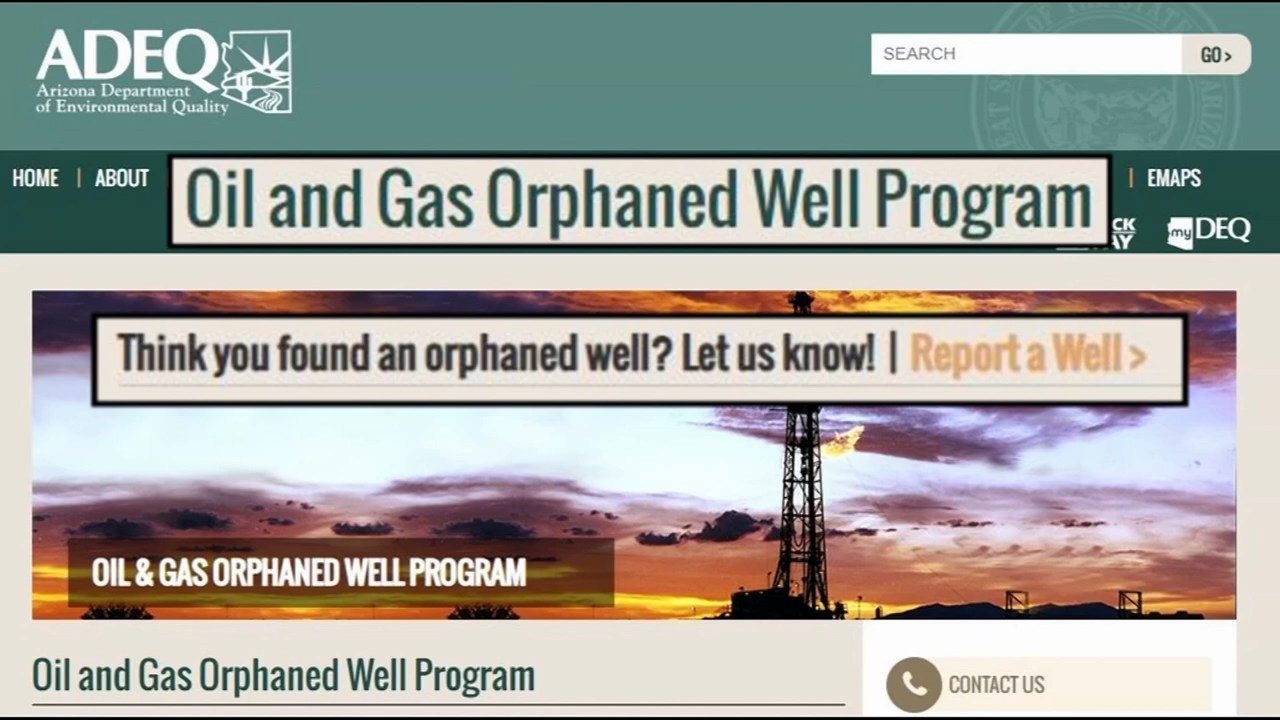 ADEQ
Arizona Department
of Environmental Quality
SEARCH
GO >
HOME | ABOUT
Oil and Gas Orphaned Well Program
| EMAPS
my DEQ
Think you found an orphaned well? Let us know! | Report a Well >
OIL & GAS ORPHANED WELL PROGRAM
Oil and Gas Orphaned Well Program
CONTACT US